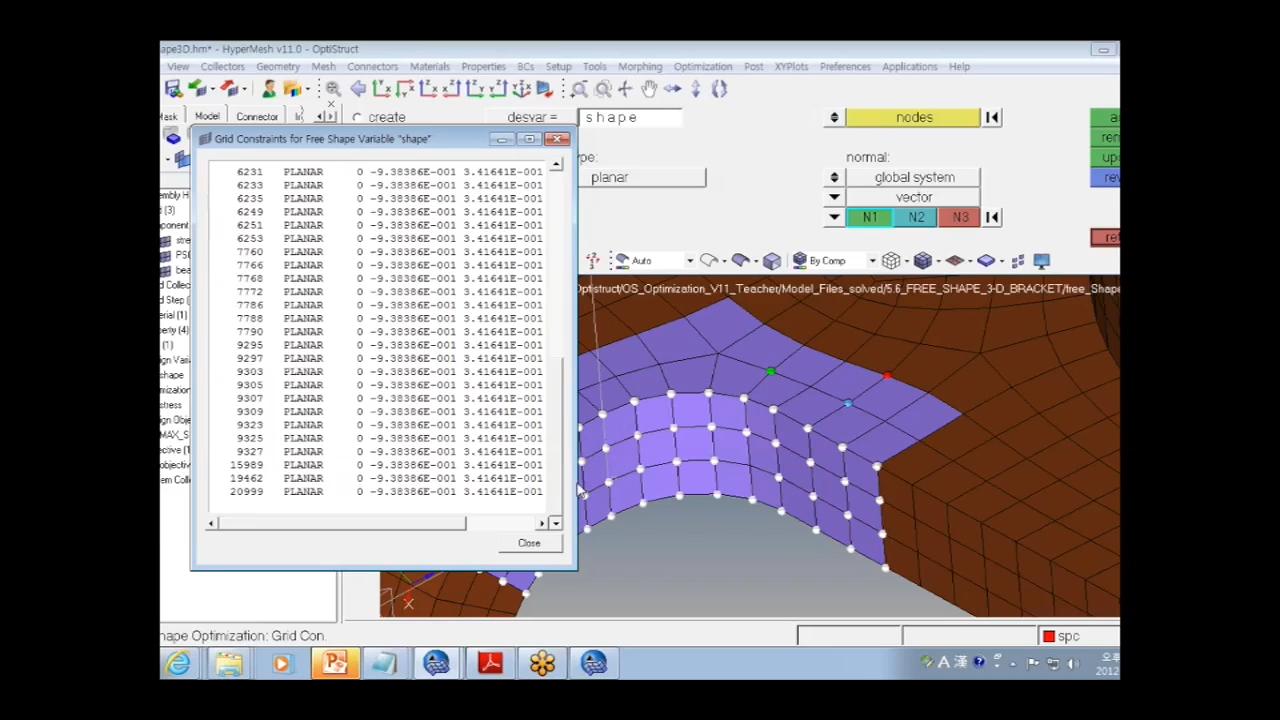 ape3D.hm* - HyperMesh v11.0 - OptiStruct
View Collectors Geometry Mesh Connectors Materials Properties BCs Setup Tools Morphing Optimization Post XYPlots Preferences Applications Help
Mask Model Connector
create desvar = shape nodes
Grid Constraints for Free Shape Variable "shape"
ype: normal:
planar global system
vector
N1 N2 N3
6231 PLANAR 0 -9.38386E-001 3.41641E-001
6233 PLANAR 0 -9.38386E-001 3.41641E-001
6235 PLANAR 0 -9.38386E-001 3.41641E-001
6249 PLANAR 0 -9.38386E-001 3.41641E-001
6251 PLANAR 0 -9.38386E-001 3.41641E-001
6253 PLANAR 0 -9.38386E-001 3.41641E-001
7760 PLANAR 0 -9.38386E-001 3.41641E-001
7766 PLANAR 0 -9.38386E-001 3.41641E-001
7768 PLANAR 0 -9.38386E-001 3.41641E-001
7772 PLANAR 0 -9.38386E-001 3.41641E-001
7786 PLANAR 0 -9.38386E-001 3.41641E-001
7788 PLANAR 0 -9.38386E-001 3.41641E-001
7790 PLANAR 0 -9.38386E-001 3.41641E-001
9295 PLANAR 0 -9.38386E-001 3.41641E-001
9297 PLANAR 0 -9.38386E-001 3.41641E-001
9303 PLANAR 0 -9.38386E-001 3.41641E-001
9305 PLANAR 0 -9.38386E-001 3.41641E-001
9307 PLANAR 0 -9.38386E-001 3.41641E-001
9309 PLANAR 0 -9.38386E-001 3.41641E-001
9323 PLANAR 0 -9.38386E-001 3.41641E-001
9325 PLANAR 0 -9.38386E-001 3.41641E-001
9327 PLANAR 0 -9.38386E-001 3.41641E-001
15989 PLANAR 0 -9.38386E-001 3.41641E-001
19462 PLANAR 0 -9.38386E-001 3.41641E-001
20999 PLANAR 0 -9.38386E-001 3.41641E-001
Close
Auto By Comp
Optistruct/OS_Optimization_V11_Teacher/Model_Files_solved/5.6_FREE_SHAPE_3-D_BRACKET/free_Shape
X
hape Optimization: Grid Con. spc
A 漢 오후
2012